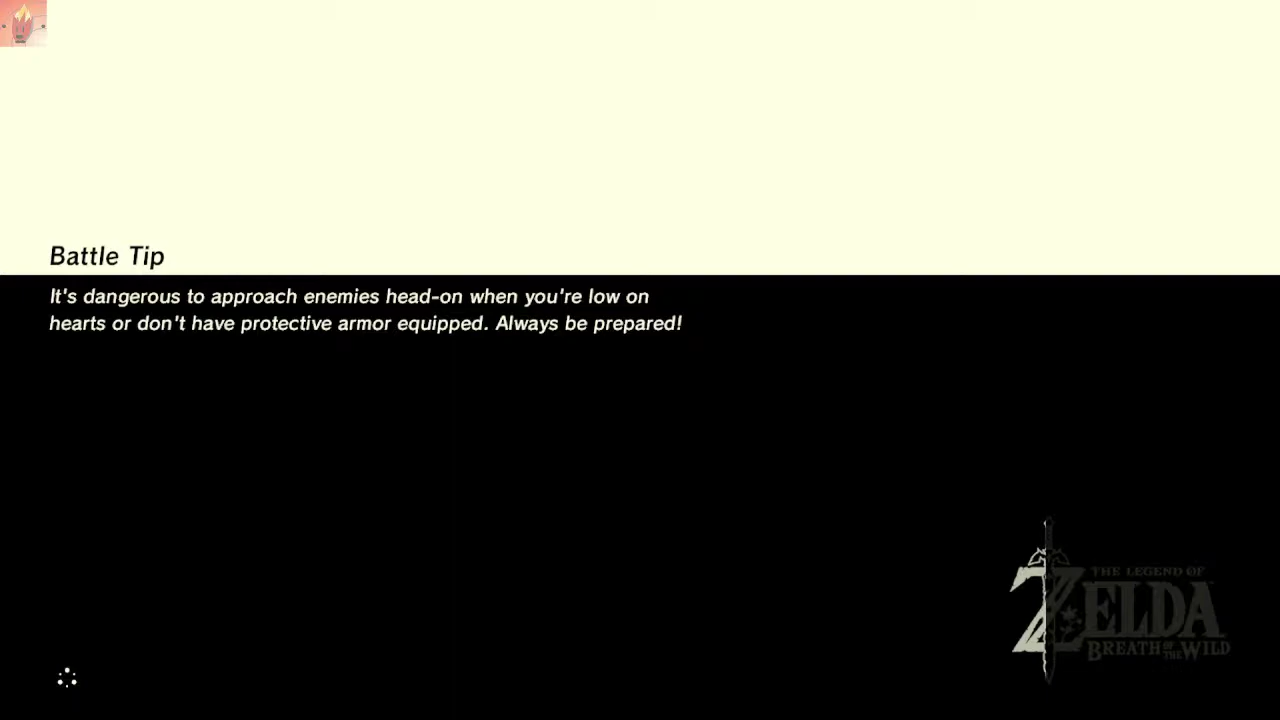 Battle Tip
It's dangerous to approach enemies head-on when you're low on
hearts or don't have protective armor equipped. Always be prepared!
THE LEGEND OF
ZELDA
BREATH OF THE WILD